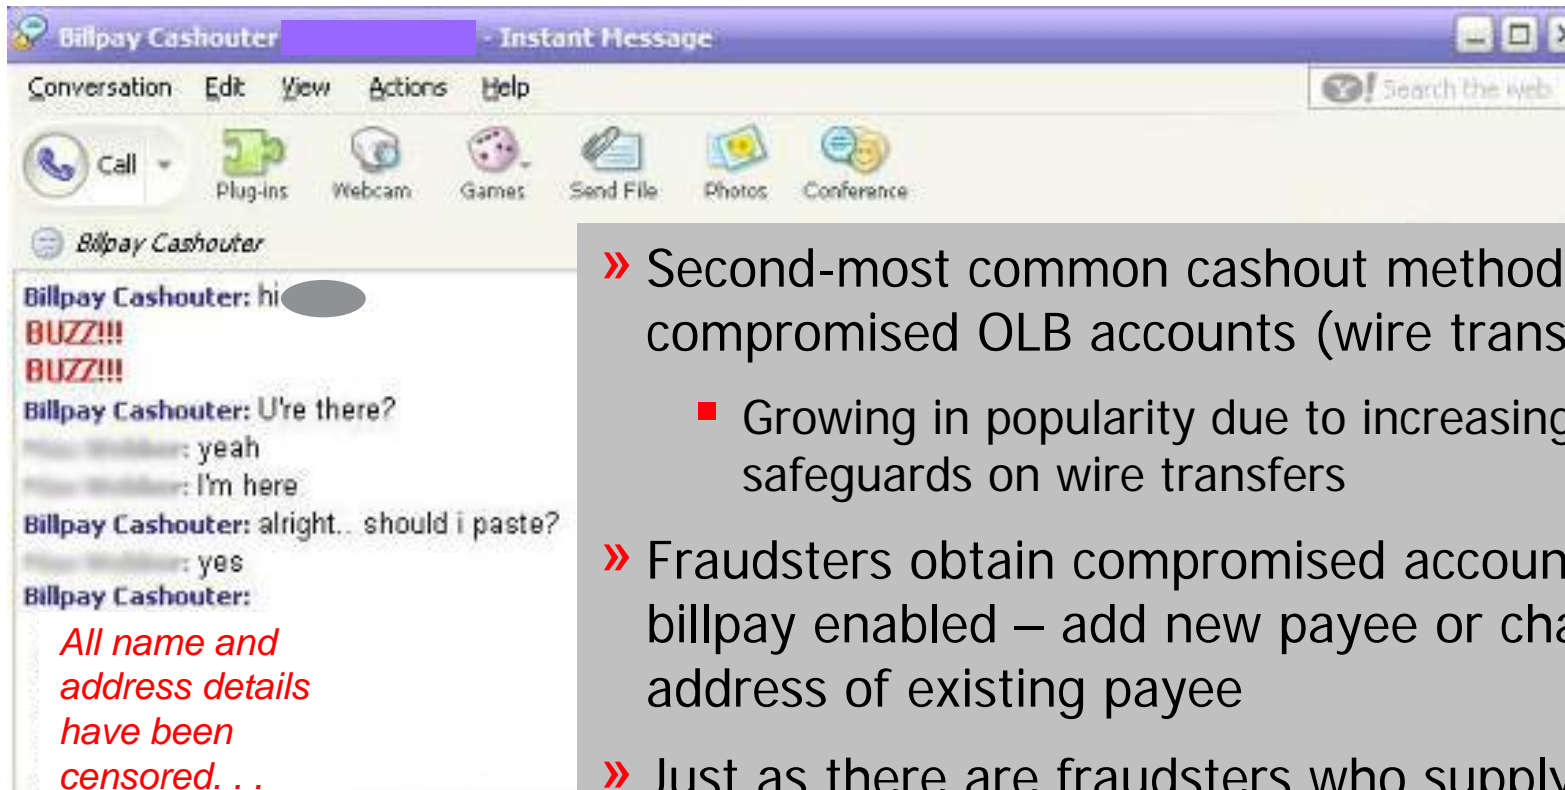 Billpay Cashouter - Instant Message
Conversation Edit View Actions Help
Search the web
Call Plug-ins Webcam Games Send File Photos Conference
Billpay Cashouter
Billpay Cashouter: hi
BUZZ!!!
BUZZ!!!
Billpay Cashouter: U're there?
: yeah
: I'm here
Billpay Cashouter: alright.. should i paste?
: yes
Billpay Cashouter:
All name and
address details
have been
censored. . .
» Second-most common cashout method
compromised OLB accounts (wire trans
Growing in popularity due to increasing
safeguards on wire transfers
» Fraudsters obtain compromised accoun
billpay enabled – add new payee or cha
address of existing payee
» Just as there are fraudsters who supply